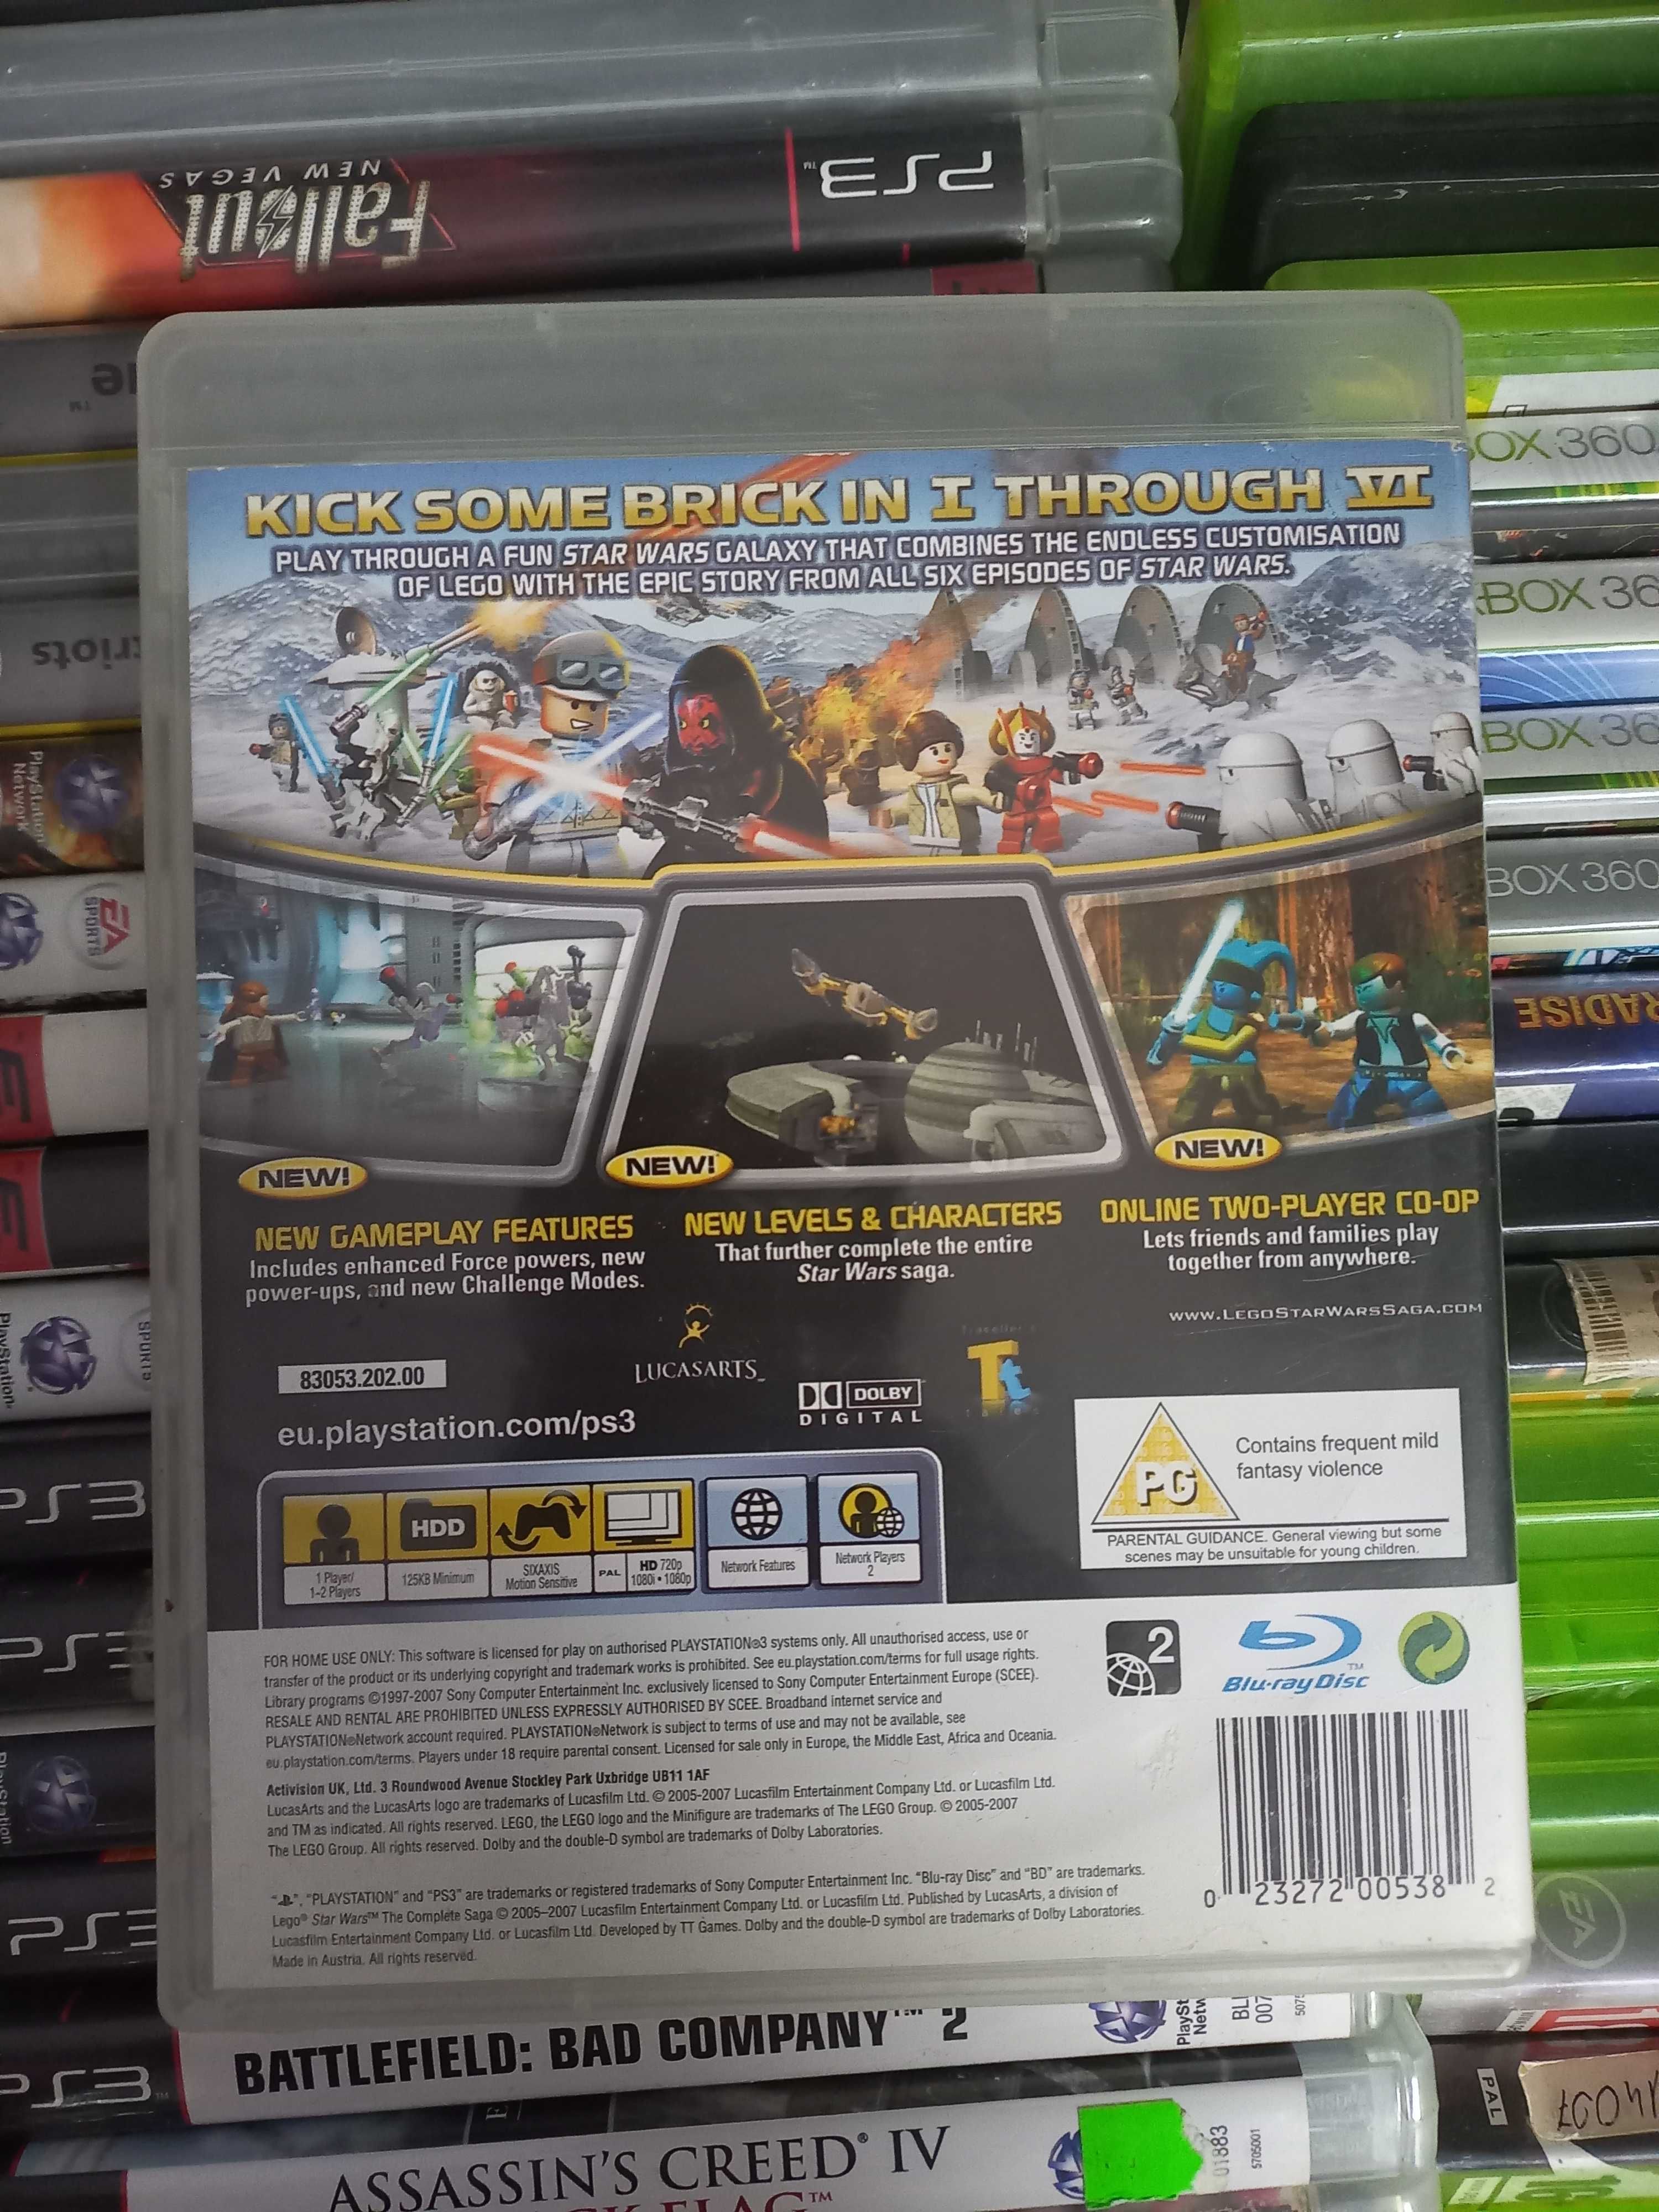 Fallout
NEW VEGAS
PS3™
KICK SOME BRICK IN I THROUGH VI
PLAY THROUGH A FUN STAR WARS GALAXY THAT COMBINES THE ENDLESS CUSTOMISATION
OF LEGO WITH THE EPIC STORY FROM ALL SIX EPISODES OF STAR WARS.
NEW!
NEW!
NEW!
NEW GAMEPLAY FEATURES
Includes enhanced Force powers, new
power-ups, and new Challenge Modes.
NEW LEVELS & CHARACTERS
That further complete the entire
Star Wars saga.
ONLINE TWO-PLAYER CO-OP
Lets friends and families play
together from anywhere.
WWW.LEGOSTARWARSSAGA.COM
83053.202.00
LUCASARTS
Tt
DOLBY
DIGITAL
eu.playstation.com/ps3
PG
Contains frequent mild
fantasy violence
PARENTAL GUIDANCE. General viewing but some
scenes may be unsuitable for young children.
HDD
1 Player/
1-2 Players
125KB Minimum
SIXAXIS
Motion Sensitive
PAL
HD 720p
1080i • 1080p
Network Features
Network Players
2
FOR HOME USE ONLY: This software is licensed for play on authorised PLAYSTATION®3 systems only. All unauthorised access, use or
transfer of the product or its underlying copyright and trademark works is prohibited. See eu.playstation.com/terms for full usage rights.
Library programs ©1997-2007 Sony Computer Entertainment Inc. exclusively licensed to Sony Computer Entertainment Europe (SCEE).
RESALE AND RENTAL ARE PROHIBITED UNLESS EXPRESSLY AUTHORISED BY SCEE. Broadband internet service and
PLAYSTATION®Network account required. PLAYSTATION®Network is subject to terms of use and may not be available, see
eu.playstation.com/terms. Players under 18 require parental consent. Licensed for sale only in Europe, the Middle East, Africa and Oceania.
Activision UK, Ltd. 3 Roundwood Avenue Stockley Park Uxbridge UB11 1AF
LucasArts and the LucasArts logo are trademarks of Lucasfilm Ltd. © 2005-2007 Lucasfilm Entertainment Company Ltd. or Lucasfilm Ltd.
and TM as indicated. All rights reserved. LEGO, the LEGO logo and the Minifigure are trademarks of The LEGO Group. © 2005-2007
The LEGO Group. All rights reserved. Dolby and the double-D symbol are trademarks of Dolby Laboratories.
"PLAYSTATION" and "PS3" are trademarks or registered trademarks of Sony Computer Entertainment Inc. "Blu-ray Disc" and "BD" are trademarks.
Lego® Star Wars™ The Complete Saga © 2005-2007 Lucasfilm Entertainment Company Ltd. or Lucasfilm Ltd. Published by LucasArts, a division of
Lucasfilm Entertainment Company Ltd. or Lucasfilm Ltd. Developed by TT Games. Dolby and the double-D symbol are trademarks of Dolby Laboratories.
Made in Austria. All rights reserved.
2
Blu-ray Disc™
0 23272 00538 2
BATTLEFIELD: BAD COMPANY™ 2
ASSASSIN'S CREED® IV
PlayStation
Network
EA
SPORTS
PlayStation
SPORTS
PS3
PS3
PS3
PS3
XBOX 360
XBOX 36
XBOX 36
XBOX 360
EA
PAL
01883
5705001